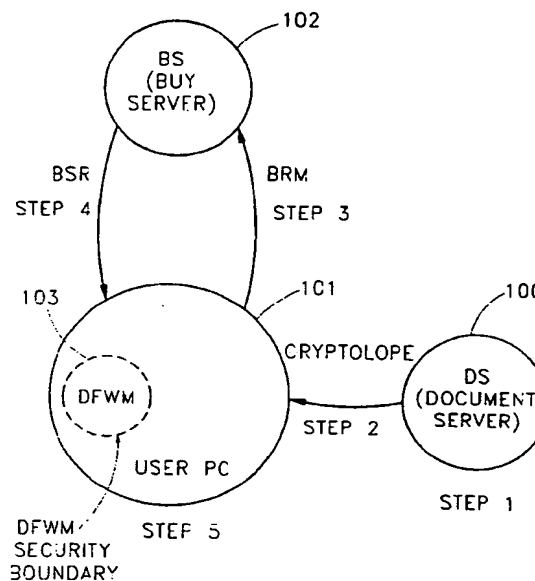 102
BS
(BUY
SERVER)
BSR
STEP 4
BRM
STEP 3
103
101
100
CRYPTOLOPE
DS
(DOCUMENT
SERVER)
DFWM
STEP 2
USER PC
STEP 1
STEP 5
DFWM
SECURITY
BOUNDARY